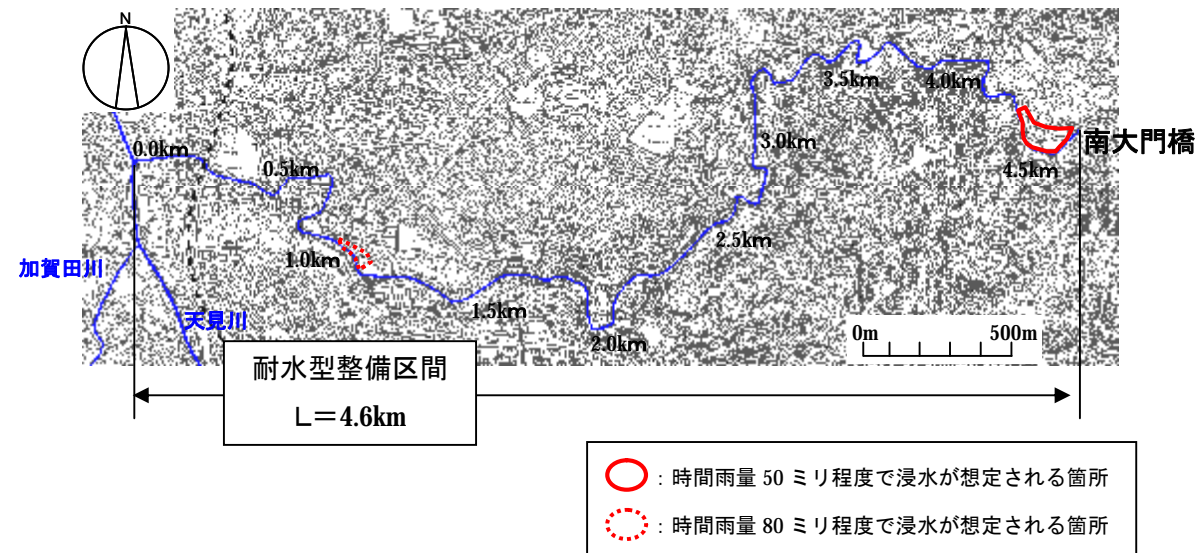 N
0.0km
0.5km
1.0km
1.5km
2.0km
2.5km
3.0km
3.5km
4.0km
4.5km
南大門橋
加賀田川
天見川
0m 500m
耐水型整備区間
L=4.6km
：時間雨量 50 ミリ程度で浸水が想定される箇所
：時間雨量 80 ミリ程度で浸水が想定される箇所